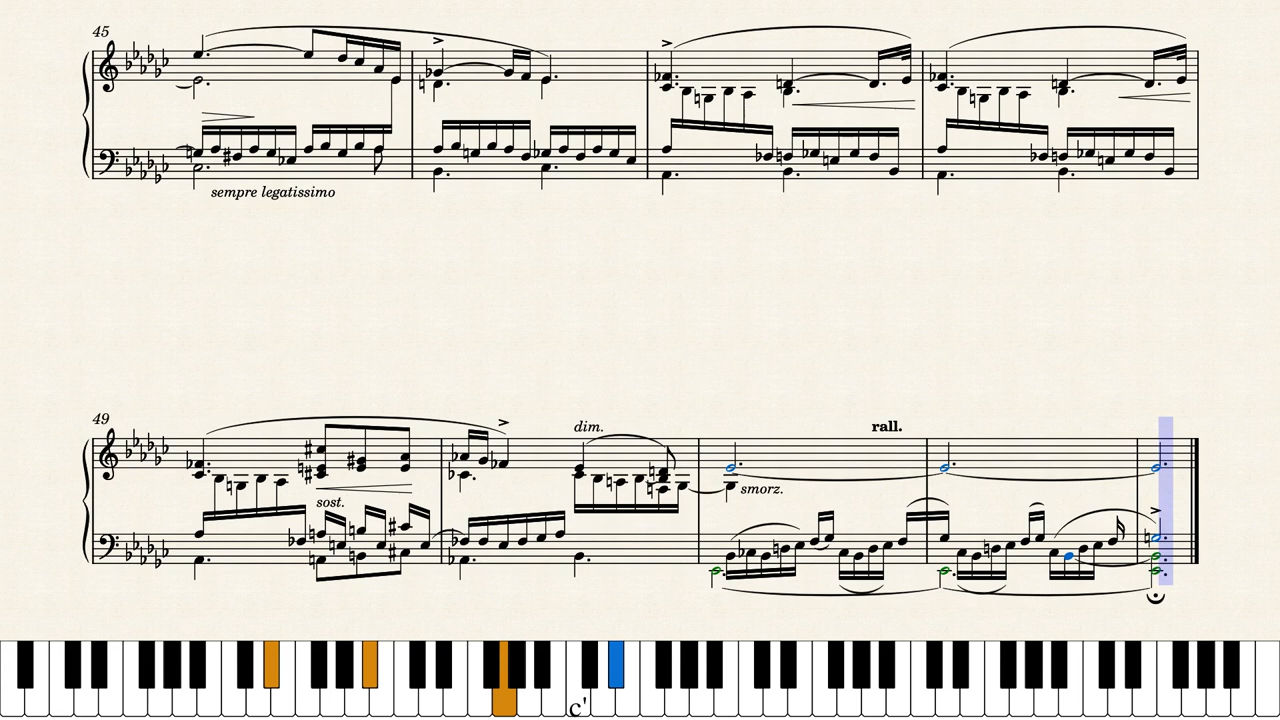 45
sempre legatissimo
49
dim.
rall.
sost.
smorz.
c'